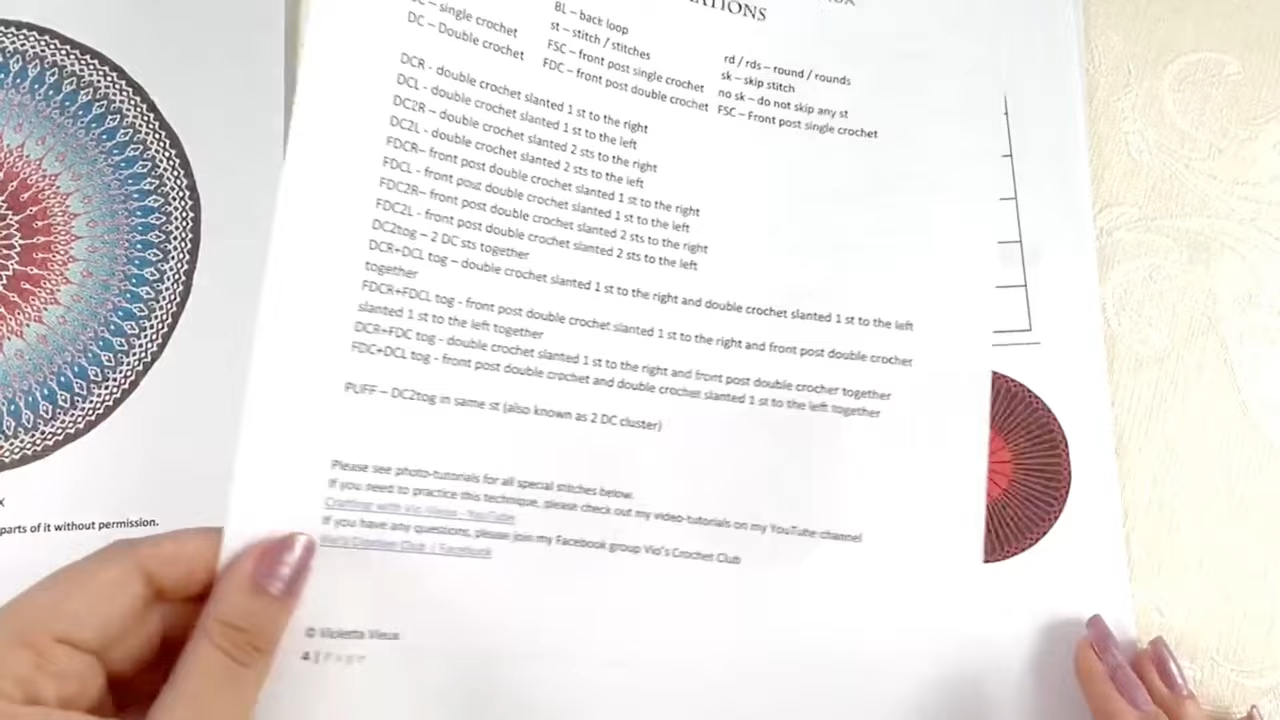 BL – back loop
– single crochet
st – stitch / stitches
DC – Double crochet
FSC – front post single crochet
FDC – front post double crochet
rd / rds – round / rounds
sk – skip stitch
no sk – do not skip any st
FSC – Front post single crochet
DCR - double crochet slanted 1 st to the right
DCL - double crochet slanted 1 st to the left
DC2R – double crochet slanted 2 sts to the right
DC2L - double crochet slanted 2 sts to the left
FDCR– front post double crochet slanted 1 st to the right
FDCL - front post double crochet slanted 1 st to the left
FDC2R– front post double crochet slanted 2 sts to the right
FDC2L - front post double crochet slanted 2 sts to the left
DC2tog – 2 DC sts together
DCR+DCL tog – double crochet slanted 1 st to the right and double crochet slanted 1 st to the left
together
FDCR+FDCL tog - front post double crochet slanted 1 st to the right and front post double crocher
slanted 1 st to the left together
DCR+FDC tog - double crochet slanted 1 st to the right and front post double crocher together
FDC+DCL tog - front post double crochet and double crochet slanted 1 st to the left together
PUFF – DC2tog in same st (also known as 2 DC cluster)
Please see photo-tutorials for all special stitches below.
If you need to practice this technique, please check out my video-tutorials on my YouTube channel
If you have any questions, please join my Facebook group Vio's Crochet Club
Vio's Crochet Club | Facebook
© Violetta Vieux
4 | Page
parts of it without permission.